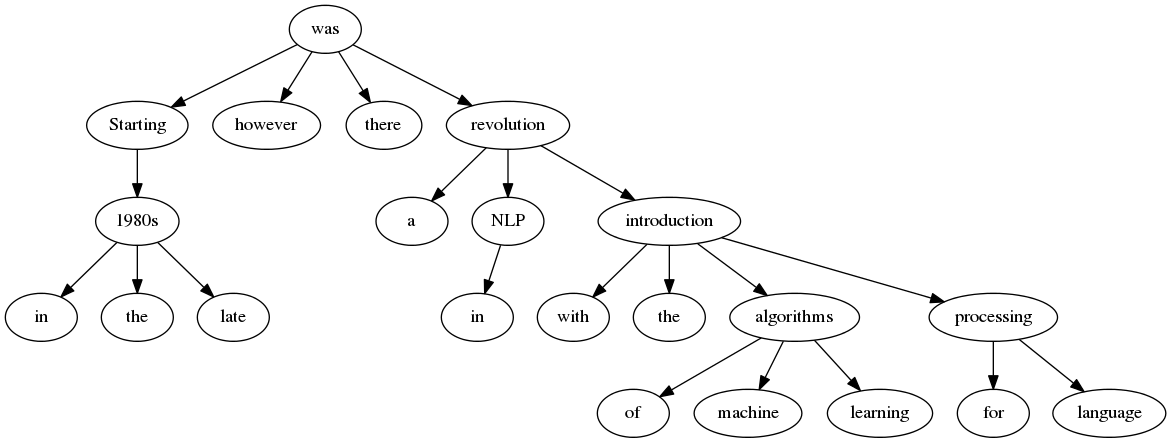 was
Starting however there revolution
1980s a NLP introduction
in the late in with the algorithms processing
of machine learning for language